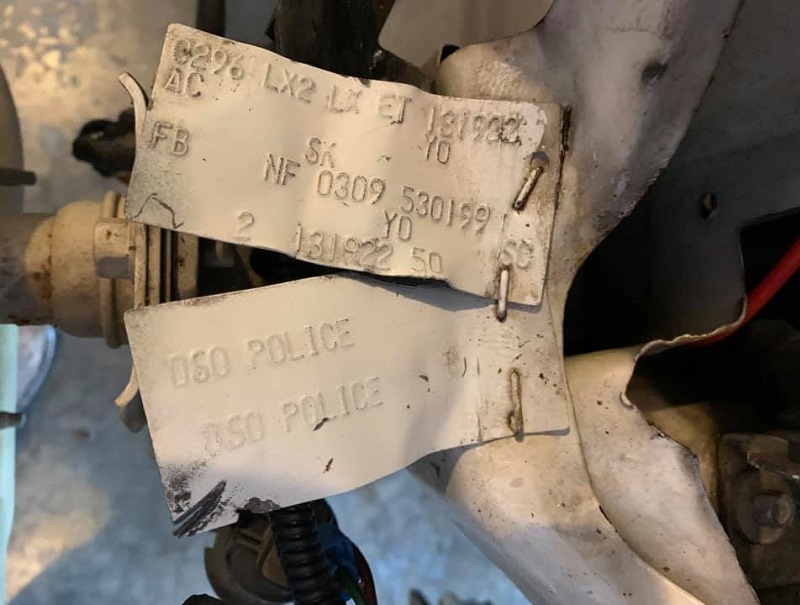 C296 LX2 LX ET 131922
AC
FB SK YO
NF 0309 530199
YO
2 131922 50 SD
DSO POLICE
DSO POLICE